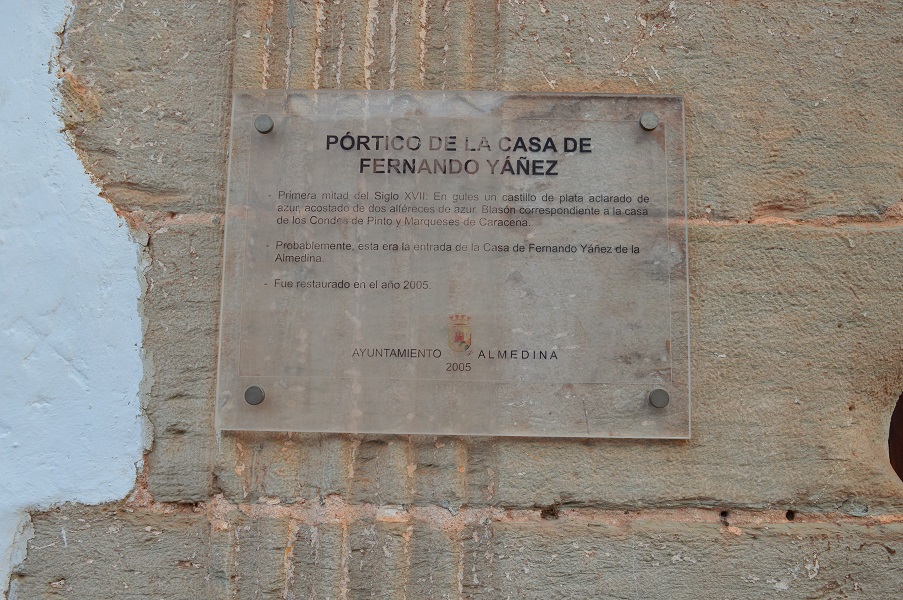 PÓRTICO DE LA CASA DE
FERNANDO YÁÑEZ
- Primera mitad del Siglo XVII: En gules un castillo de plata aclarado de
azur, acostado de dos alféreces de azur. Blasón correspondiente a la casa
de los Condes de Pinto y Marqueses de Caracena.
- Probablemente, esta era la entrada de la Casa de Fernando Yáñez de la
Almedina.
- Fue restaurado en el año 2005.
AYUNTAMIENTO ALMEDINA
2005